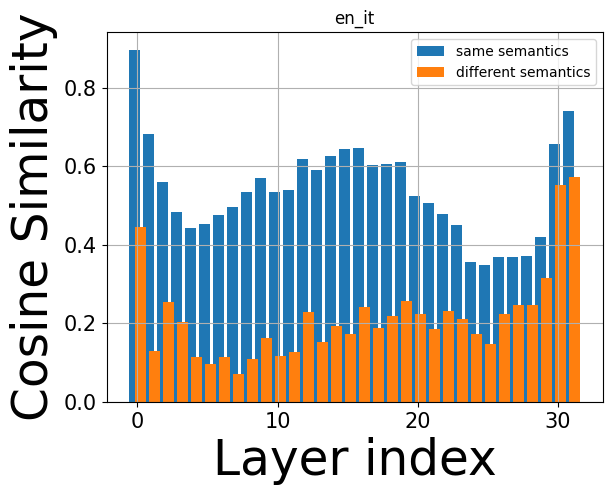 en_it
same semantics
different semantics
Cosine Similarity
0.8
0.6
0.4
0.2
0.0
0 10 20 30
Layer index